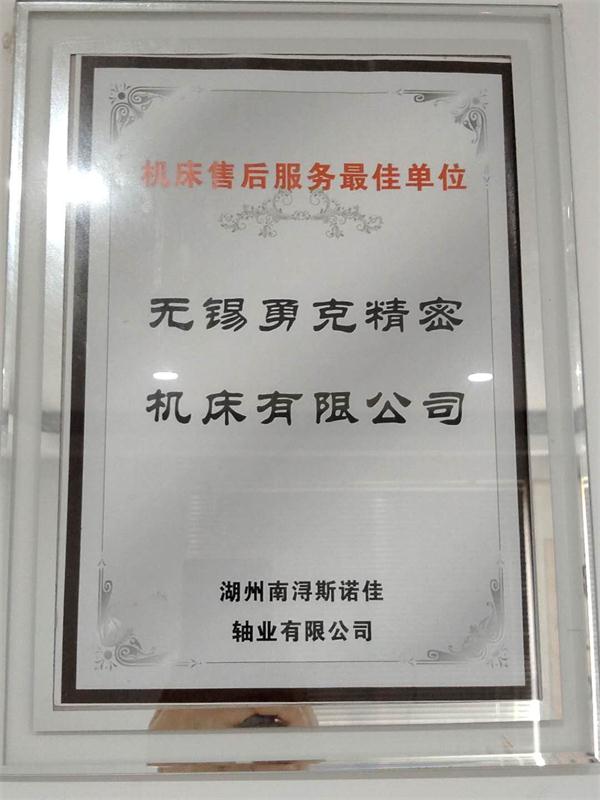 机床售后服务最佳单位
无锡勇克精密
机床有限公司
湖州南浔斯诺佳
轴业有限公司